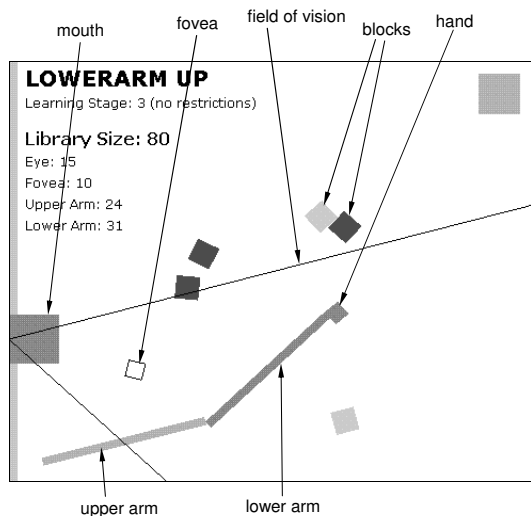 mouth
fovea
field of vision
blocks
hand
LOWERARM UP
Learning Stage: 3 (no restrictions)
Library Size: 80
Eye: 15
Fovea: 10
Upper Arm: 24
Lower Arm: 31
upper arm
lower arm